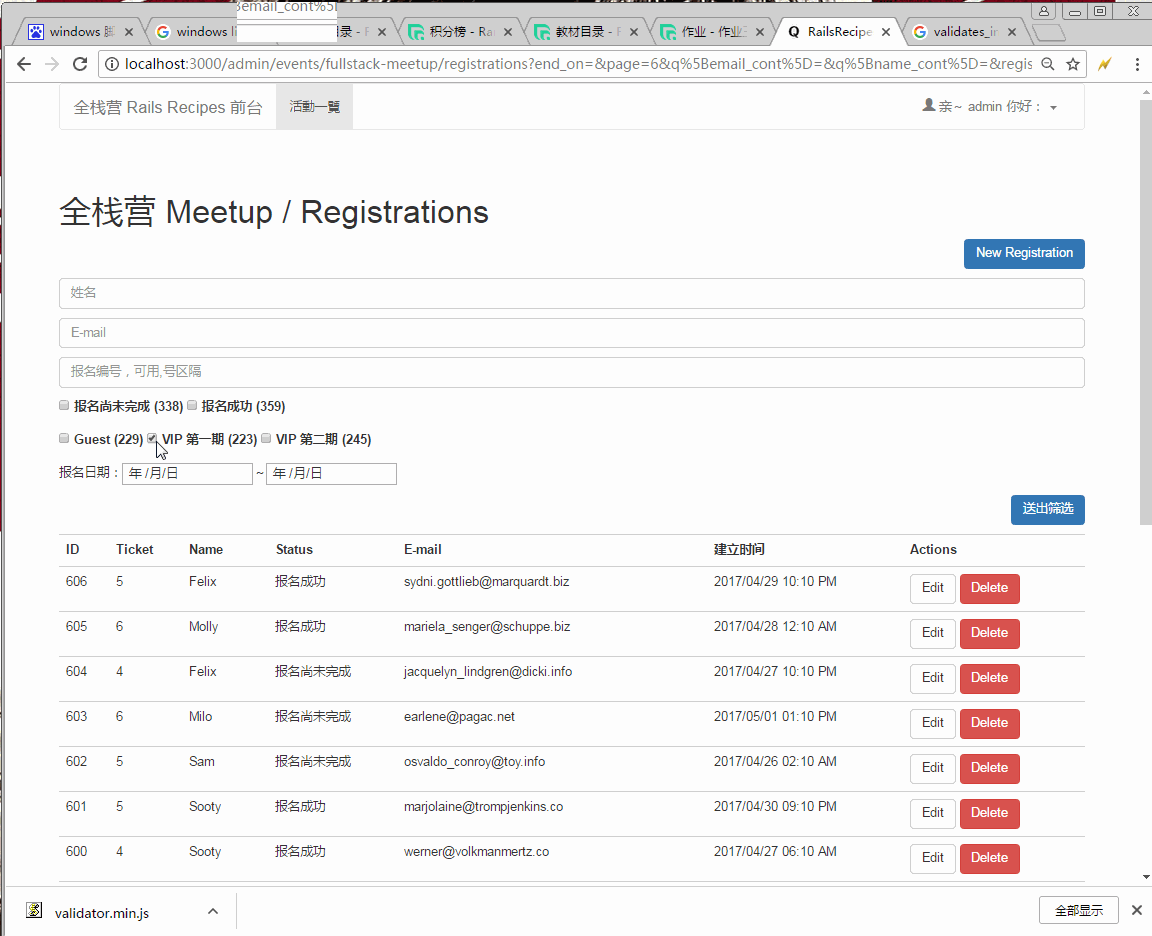 email_cont%5
windows 脚
windows li
目录 - F
积分榜 - Ra
教材目录 - F
作业 - 作业三
RailsRecipe
validates_in
localhost:3000/admin/events/fullstack-meetup/registrations?end_on=&page=6&q%5Bemail_cont%5D=&q%5Bname_cont%5D=&regis
全栈营 Rails Recipes 前台
活動一覽
亲~ admin 你好：
全栈营 Meetup / Registrations
New Registration
姓名
E-mail
报名编号，可用,号区隔
报名尚未完成 (338) 报名成功 (359)
Guest (229) VIP 第一期 (223) VIP 第二期 (245)
报名日期：年 /月/日 ~ 年 /月/日
送出筛选
ID Ticket Name Status E-mail 建立时间 Actions
606 5 Felix 报名成功 sydni.gottlieb@marquardt.biz 2017/04/29 10:10 PM Edit Delete
605 6 Molly 报名成功 mariela_senger@schuppe.biz 2017/04/28 12:10 AM Edit Delete
604 4 Felix 报名尚未完成 jacquelyn_lindgren@dicki.info 2017/04/27 10:10 PM Edit Delete
603 6 Milo 报名尚未完成 earlene@pagac.net 2017/05/01 01:10 PM Edit Delete
602 5 Sam 报名尚未完成 osvaldo_conroy@toy.info 2017/04/26 02:10 AM Edit Delete
601 5 Sooty 报名成功 marjolaine@trompjenkins.co 2017/04/30 09:10 PM Edit Delete
600 4 Sooty 报名成功 werner@volkmanmertz.co 2017/04/27 06:10 AM Edit Delete
validator.min.js
全部显示